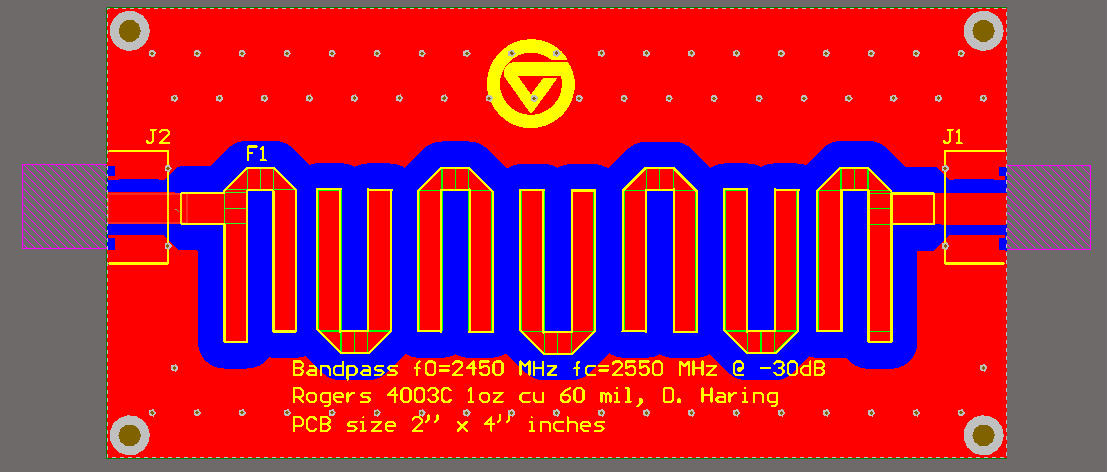 J2
J1
F1
Bandpass f0=2450 MHz fc=2550 MHz @ -30dB
Rogers 4003C 1oz cu 60 mil, D. Haring
PCB size 2'' x 4'' inches